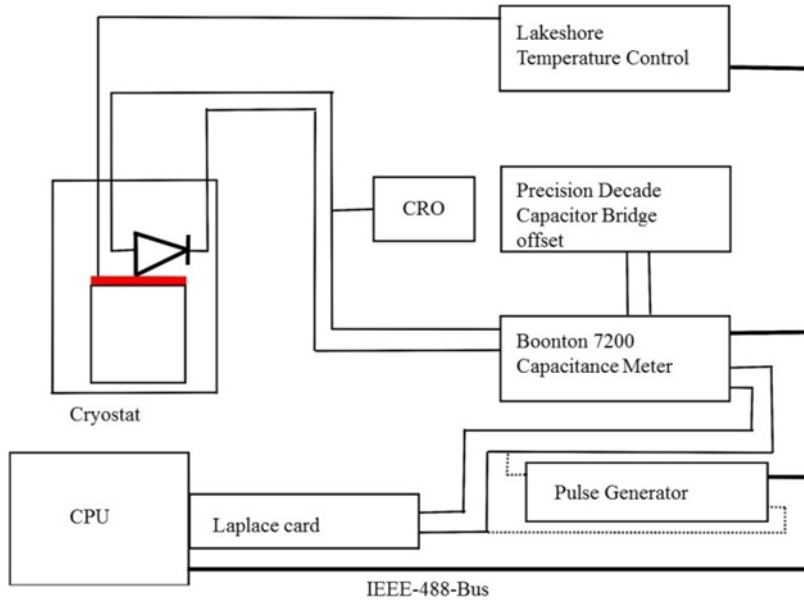 Lakeshore
Temperature Control
CRO
Precision Decade
Capacitor Bridge
offset
Boonton 7200
Capacitance Meter
Cryostat
CPU
Laplace card
Pulse Generator
IEEE-488-Bus